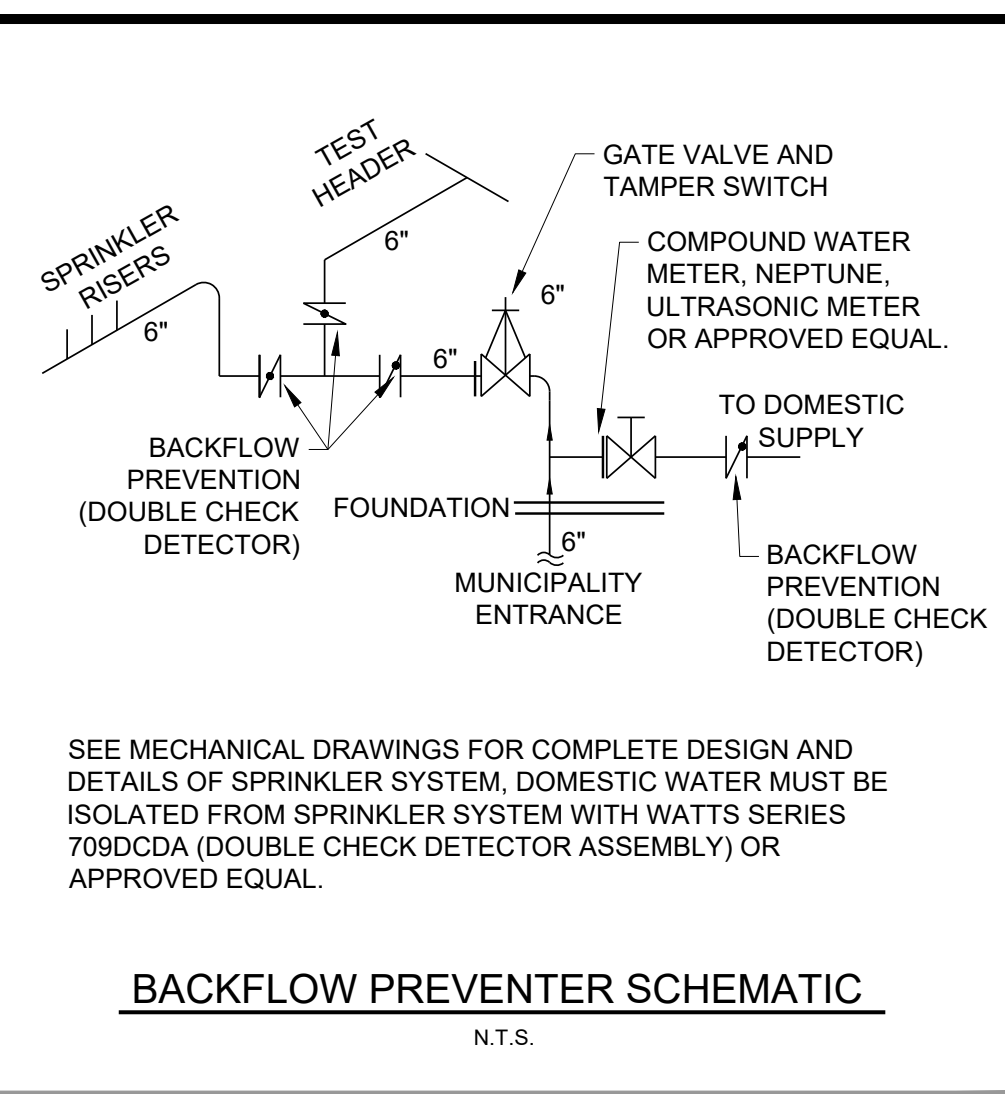 TEST
HEADER
6"
SPRINKLER
RISERS
6"
GATE VALVE AND
TAMPER SWITCH
6"
COMPOUND WATER
METER, NEPTUNE,
ULTRASONIC METER
OR APPROVED EQUAL.
6"
TO DOMESTIC
SUPPLY
BACKFLOW
PREVENTION
(DOUBLE CHECK
DETECTOR)
FOUNDATION
6"
MUNICIPALITY
ENTRANCE
BACKFLOW
PREVENTION
(DOUBLE CHECK
DETECTOR)
SEE MECHANICAL DRAWINGS FOR COMPLETE DESIGN AND
DETAILS OF SPRINKLER SYSTEM, DOMESTIC WATER MUST BE
ISOLATED FROM SPRINKLER SYSTEM WITH WATTS SERIES
709DCDA (DOUBLE CHECK DETECTOR ASSEMBLY) OR
APPROVED EQUAL.
BACKFLOW PREVENTER SCHEMATIC
N.T.S.